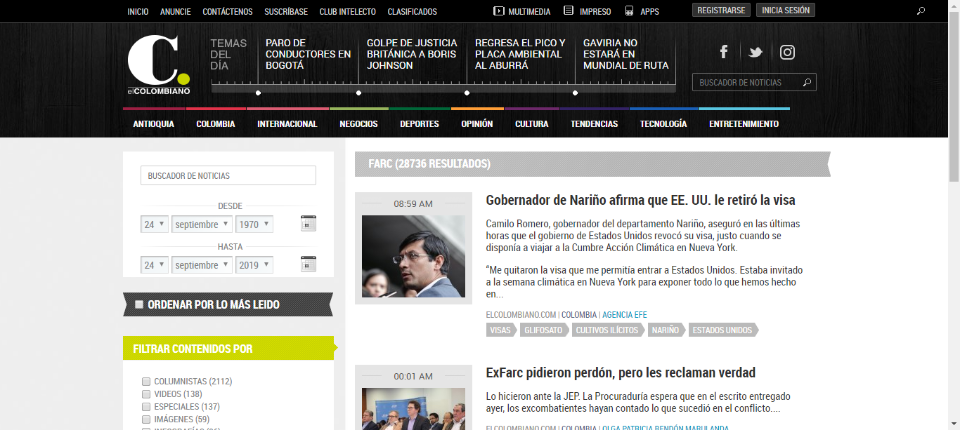 INICIO ANUNCIE CONTÁCTENOS SUSCRÍBASE CLUB INTELECTO CLASIFICADOS MULTIMEDIA IMPRESO APPS REGISTRARSE INICIA SESIÓN
C.
elCOLOMBIANO
TEMAS
DEL
DÍA
PARO DE
CONDUCTORES EN
BOGOTÁ
GOLPE DE JUSTICIA
BRITÁNICA A BORIS
JOHNSON
REGRESA EL PICO Y
PLACA AMBIENTAL
AL ABURRÁ
GAVIRIA NO
ESTARÁ EN
MUNDIAL DE RUTA
BUSCADOR DE NOTICIAS
ANTIOQUIA COLOMBIA INTERNACIONAL NEGOCIOS DEPORTES OPINIÓN CULTURA TENDENCIAS TECNOLOGÍA ENTRETENIMIENTO
BUSCADOR DE NOTICIAS
DESDE
24 septiembre 1970
HASTA
24 septiembre 2019
ORDENAR POR LO MÁS LEIDO
FILTRAR CONTENIDOS POR
COLUMNISTAS (2112)
VIDEOS (138)
ESPECIALES (137)
IMÁGENES (59)
FARC (28736 RESULTADOS)
08:59 AM
Gobernador de Nariño afirma que EE. UU. le retiró la visa
Camilo Romero, gobernador del departamento Nariño, aseguró en las últimas
horas que el gobierno de Estados Unidos revocó su visa, justo cuando se
disponía a viajar a la Cumbre Acción Climática en Nueva York.
“Me quitaron la visa que me permitía entrar a Estados Unidos. Estaba invitado
a la semana climática en Nueva York para exponer todo lo que hemos hecho
en...
ELCOLOMBIANO.COM | COLOMBIA | AGENCIA EFE
VISAS GLIFOSATO CULTIVOS ILÍCITOS NARIÑO ESTADOS UNIDOS
00:01 AM
ExFarc pidieron perdón, pero les reclaman verdad
Lo hicieron ante la JEP. La Procuraduría espera que en el escrito entregado
ayer, los excombatientes hayan contado lo que sucedió en el conflicto....
ELCOLOMBIANO.COM | COLOMBIA | OLGA PATRICIA RENDÓN MARULANDA